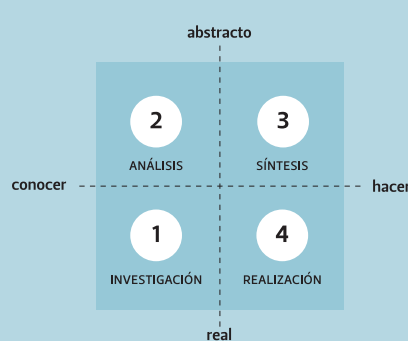 abstracto
2
3
ANÁLISIS
SÍNTESIS
conocer
hacer
1
4
INVESTIGACIÓN
REALIZACIÓN
real